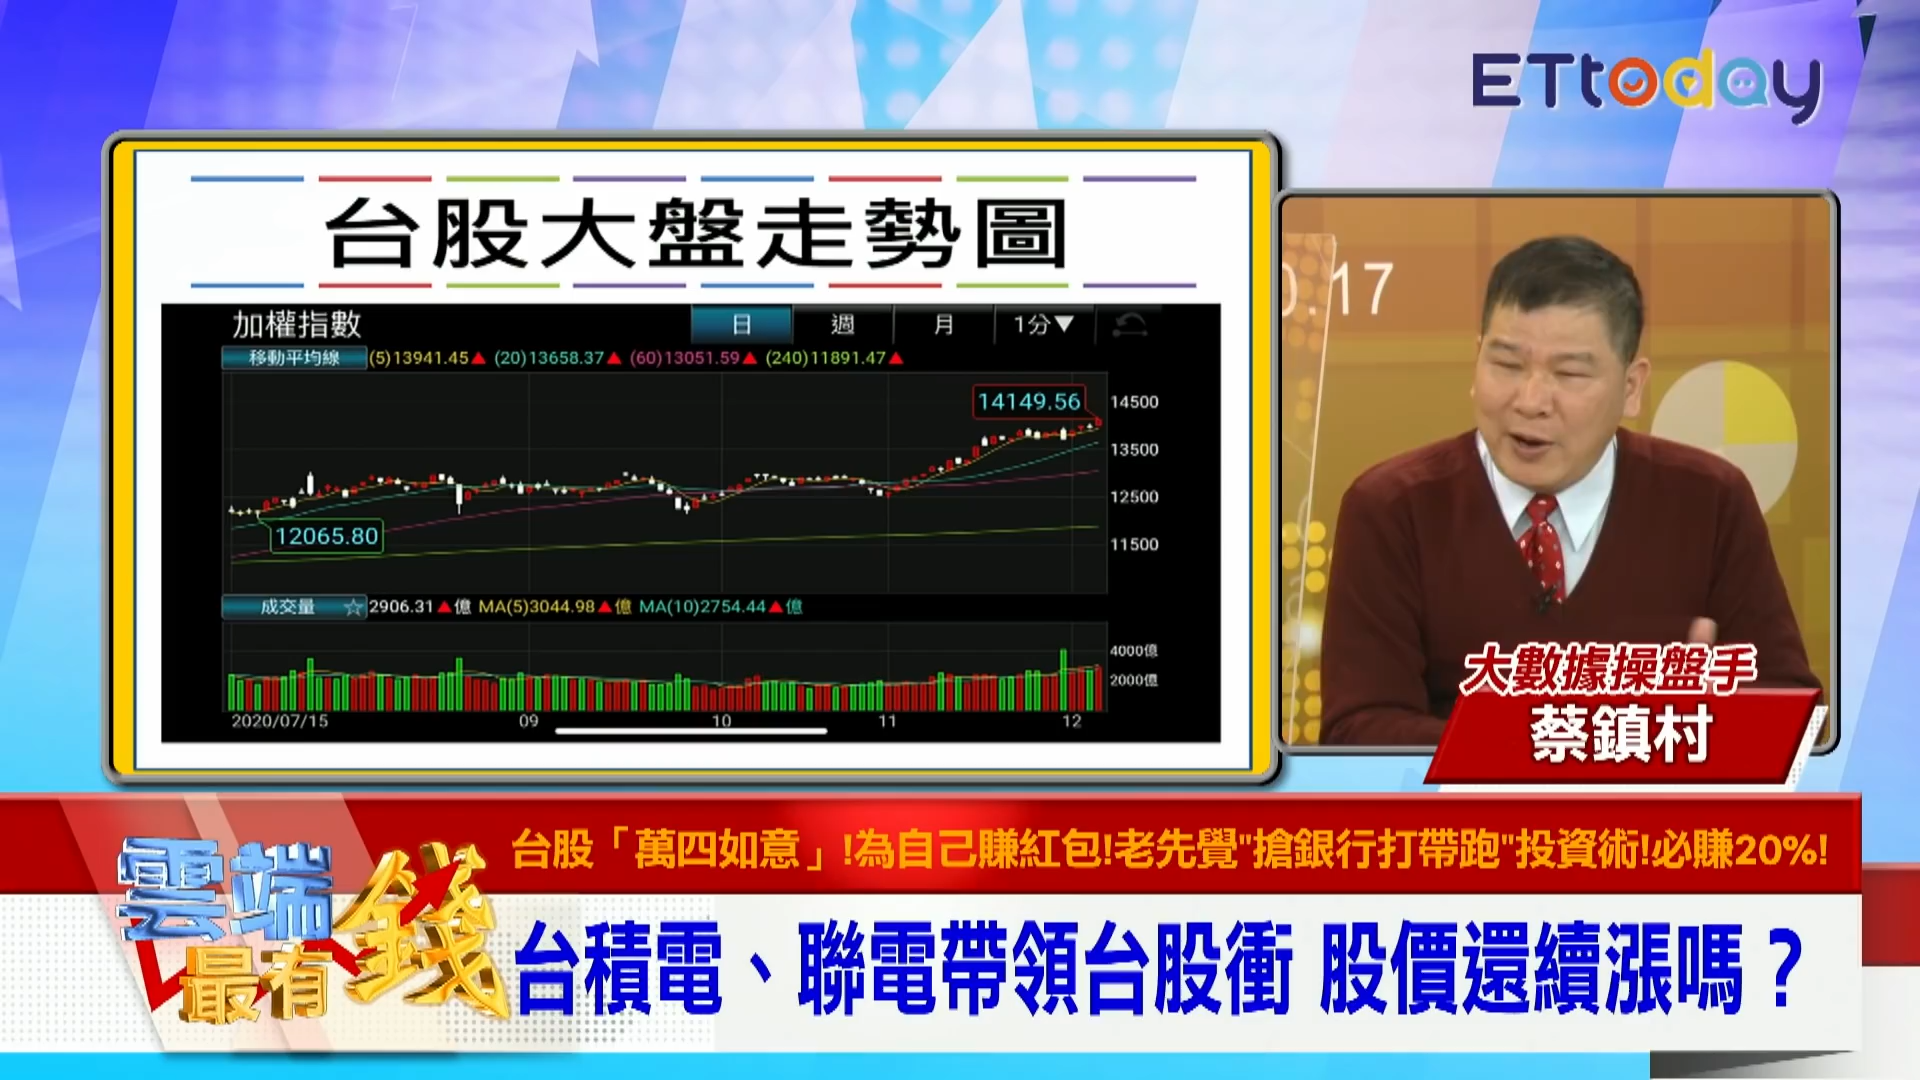 ETtoday
台股大盤走勢圖
加權指數 日 週 月 1分▼
移動平均線 (5)13941.45▲ (20)13658.37▲ (60)13051.59▲ (240)11891.47▲
14149.56
14500
13500
12500
12065.80
11500
成交量 ☆ 2906.31▲億 MA(5)3044.98▲億 MA(10)2754.44▲億
4000億
2000億
2020/07/15 09 10 11 12
0.17
大數據操盤手
蔡鎮村
台股「萬四如意」!為自己賺紅包!老先覺"搶銀行打帶跑"投資術!必賺20%!
雲端
最有錢
台積電、聯電帶領台股衝 股價還續漲嗎？